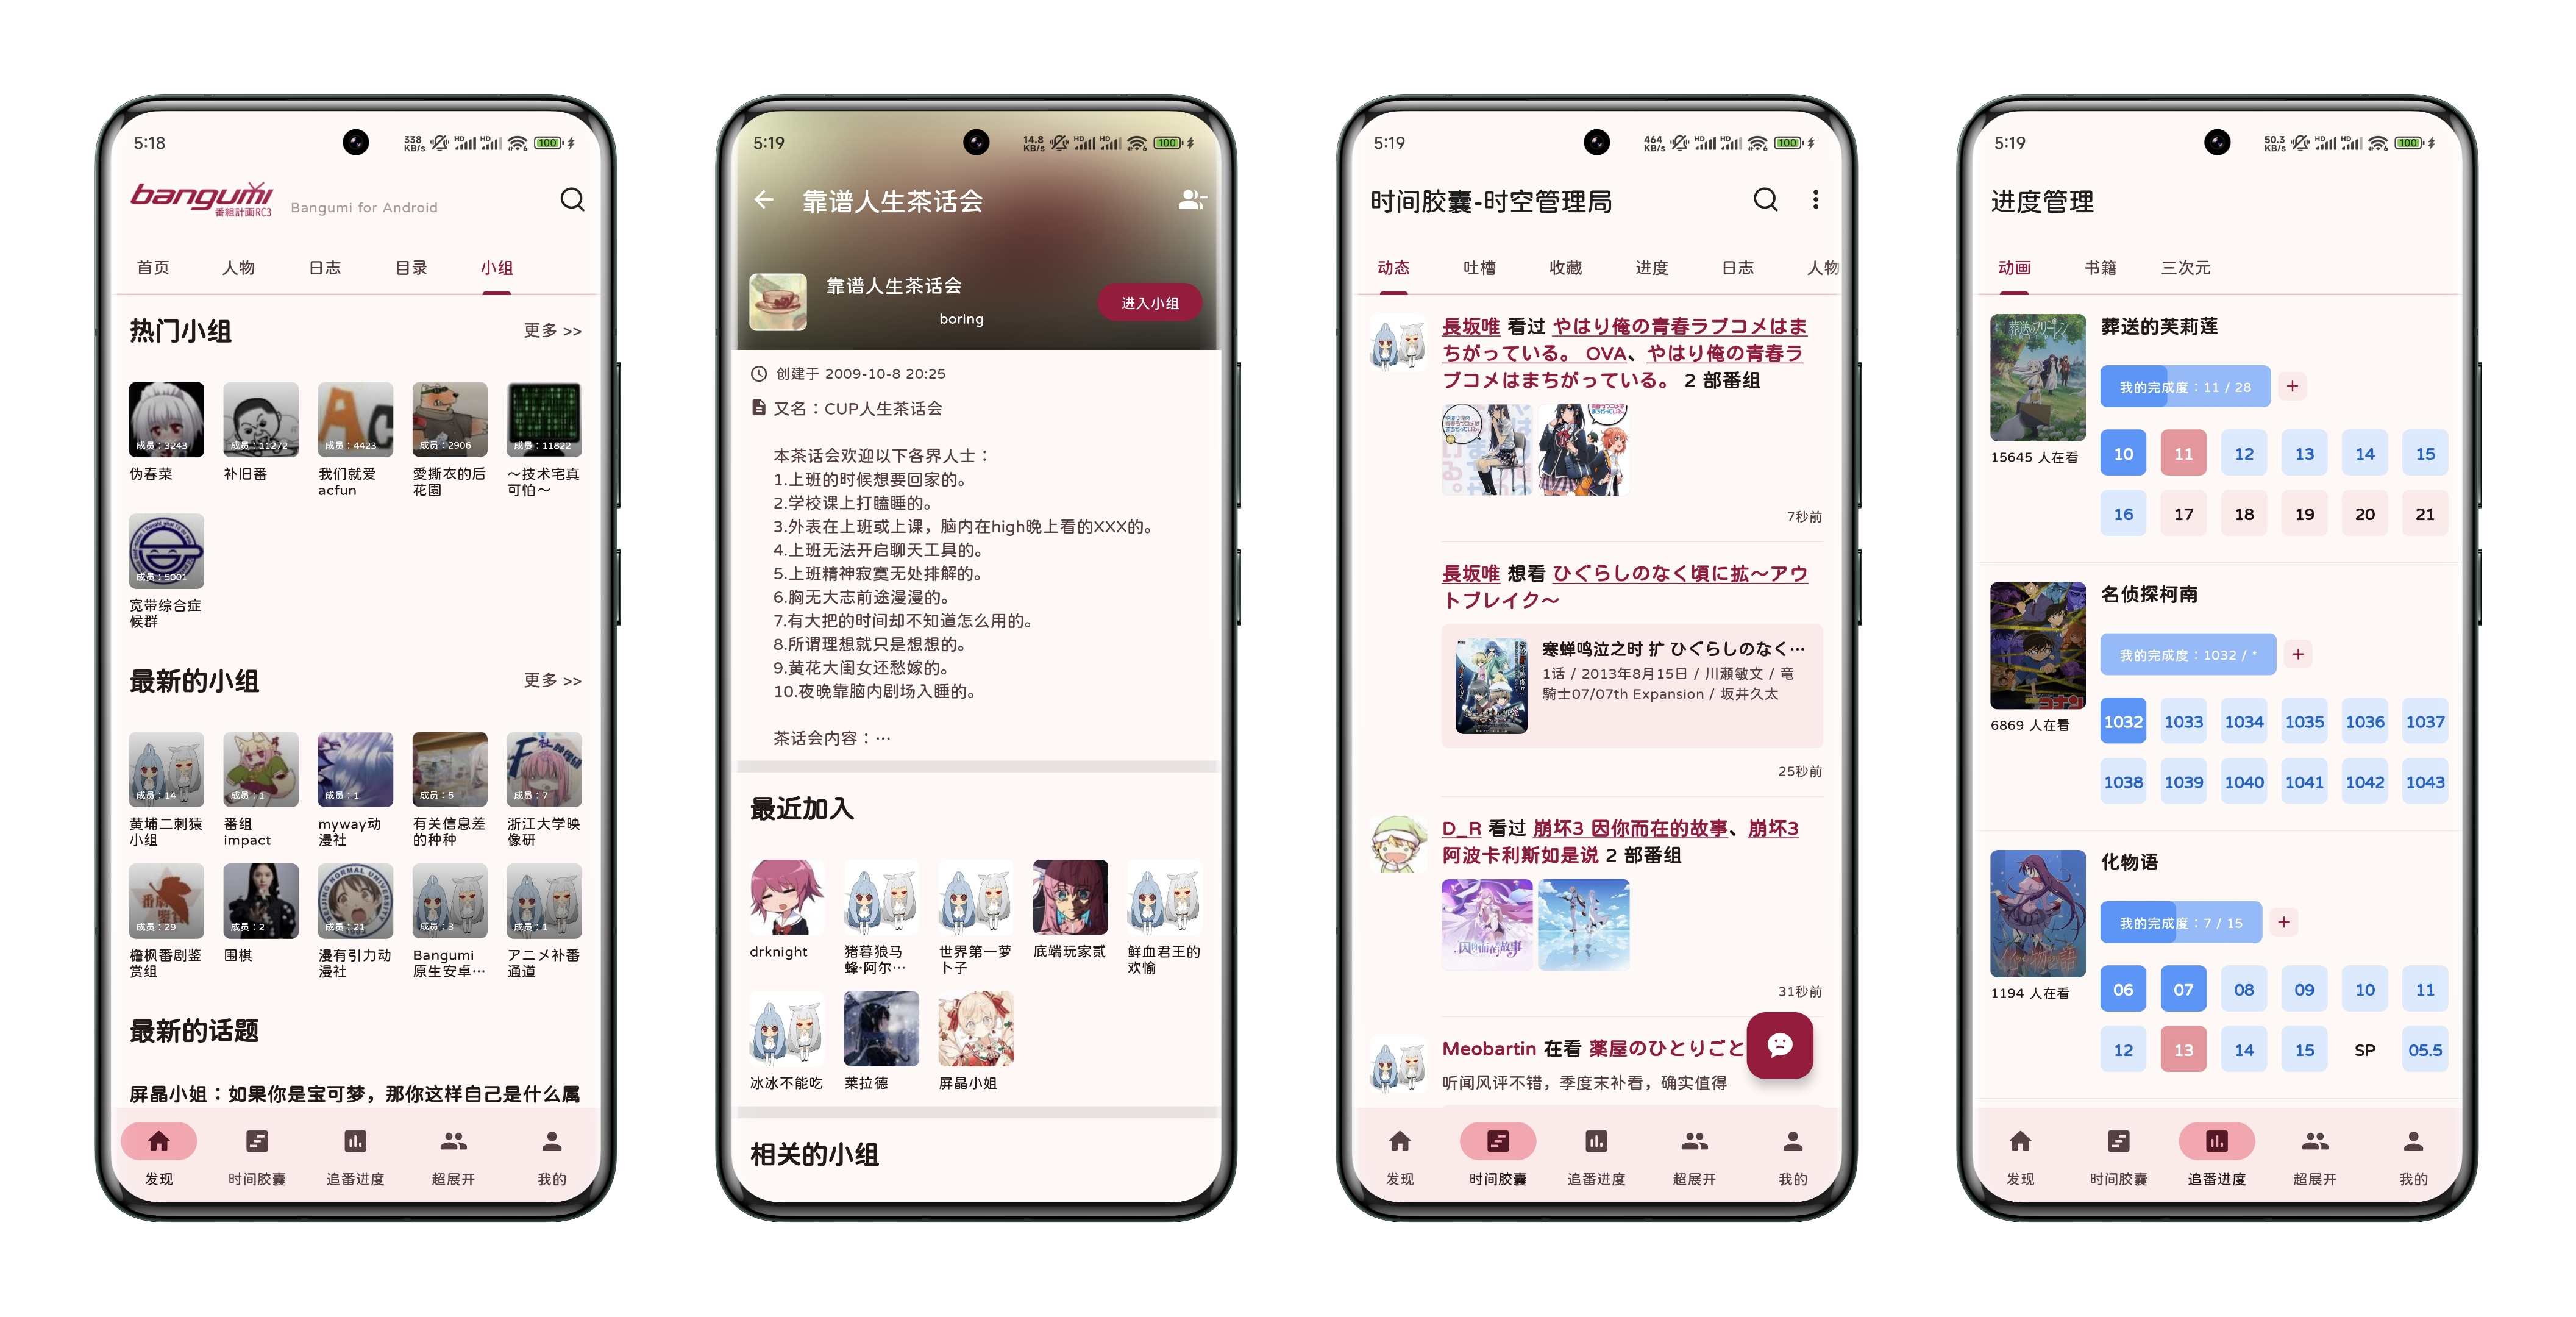 5:18
338
KB/s
HD HD
6
100
bangumi
番組計画RC3
Bangumi for Android
首页 人物 日志 目录 小组
热门小组 更多 >>
成员：3243 成员：11272 成员：4423 成员：2906 成员：11822
伪春菜 补旧番 我们就爱 愛撕衣的后 ～技术宅真
acfun 花園 可怕～
成员：5001
宽带综合症
候群
最新的小组 更多 >>
成员：14 成员：1 成员：1 成员：5 成员：7
黄埔二刺猿 番组 myway动 有关信息差 浙江大学映
小组 impact 漫社 的种种 像研
成员：29 成员：2 成员：21 成员：3 成员：1
橹枫番剧鉴 围棋 漫有引力动 Bangumi アニメ补番
赏组 漫社 原生安卓… 通道
最新的话题
屏晶小姐：如果你是宝可梦，那你这样自己是什么属
发现 时间胶囊 追番进度 超展开 我的
5:19
14.8
KB/s
HD HD
6
100
靠谱人生茶话会
靠谱人生茶话会
boring
进入小组
创建于 2009-10-8 20:25
又名：CUP人生茶话会
本茶话会欢迎以下各界人士：
1.上班的时候想要回家的。
2.学校课上打瞌睡的。
3.外表在上班或上课，脑内在high晚上看的XXX的。
4.上班无法开启聊天工具的。
5.上班精神寂寞无处排解的。
6.胸无大志前途漫漫的。
7.有大把的时间却不知道怎么用的。
8.所谓理想就只是想想的。
9.黄花大闺女还愁嫁的。
10.夜晚靠脑内剧场入睡的。
茶话会内容：…
最近加入
drknight 猪暮狼马 世界第一萝 底端玩家贰 鲜血君王的
蜂·阿尔… 卜子 欢愉
冰冰不能吃 莱拉德 屏晶小姐
相关的小组
5:19
464
KB/s
HD HD
6
100
时间胶囊-时空管理局
动态 吐槽 收藏 进度 日志 人物
長坂唯 看过 やはり俺の青春ラブコメはま
ちがっている。 OVA、やはり俺の青春ラ
ブコメはまちがっている。 2 部番组
7秒前
長坂唯 想看 ひぐらしのなく頃に拡～アウ
トブレイク～
寒蝉鸣泣之时 扩 ひぐらしのなく…
1话 / 2013年8月15日 / 川瀬敏文 / 竜
騎士07/07th Expansion / 坂井久太
25秒前
D_R 看过 崩坏3 因你而在的故事、崩坏3
阿波卡利斯如是说 2 部番组
因你而在的故事
31秒前
Meobartin 在看 薬屋のひとりごと
听闻风评不错，季度末补看，确实值得
发现 时间胶囊 追番进度 超展开 我的
5:19
50.3
KB/s
HD HD
6
100
进度管理
动画 书籍 三次元
葬送のフリーレン
葬送的芙莉莲
我的完成度：11 / 28 +
15645 人在看
10 11 12 13 14 15
16 17 18 19 20 21
名侦探柯南
我的完成度：1032 / * +
コナン
6869 人在看
1032 1033 1034 1035 1036 1037
1038 1039 1040 1041 1042 1043
化物语
我的完成度：7 / 15 +
化物語
1194 人在看
06 07 08 09 10 11
12 13 14 15 SP 05.5
发现 时间胶囊 追番进度 超展开 我的